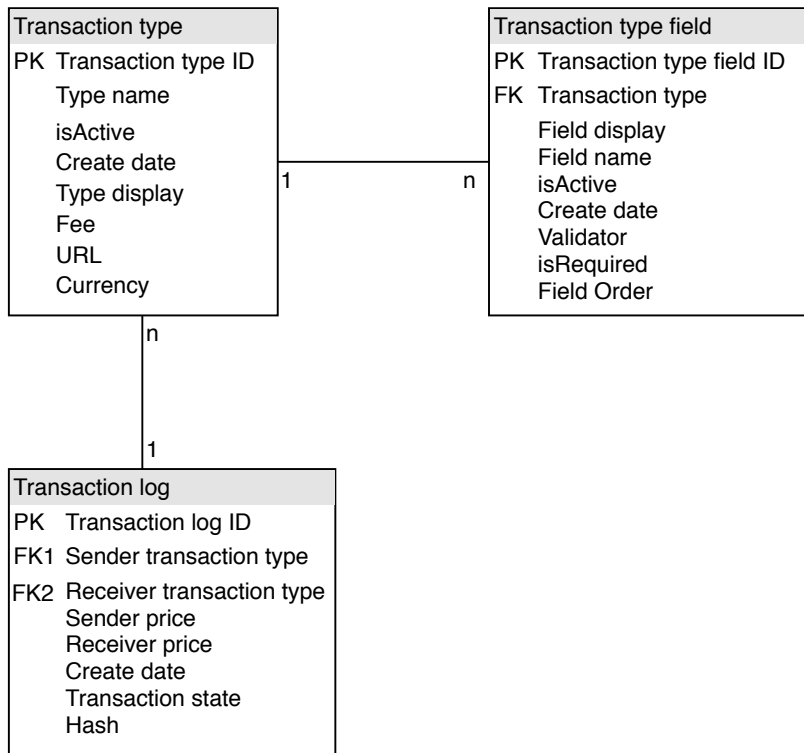 Transaction type
PK Transaction type ID
Type name
isActive
Create date
Type display
Fee
URL
Currency
1
n
Transaction type field
PK Transaction type field ID
FK Transaction type
Field display
Field name
isActive
Create date
Validator
isRequired
Field Order
n
1
Transaction log
PK Transaction log ID
FK1 Sender transaction type
FK2 Receiver transaction type
Sender price
Receiver price
Create date
Transaction state
Hash